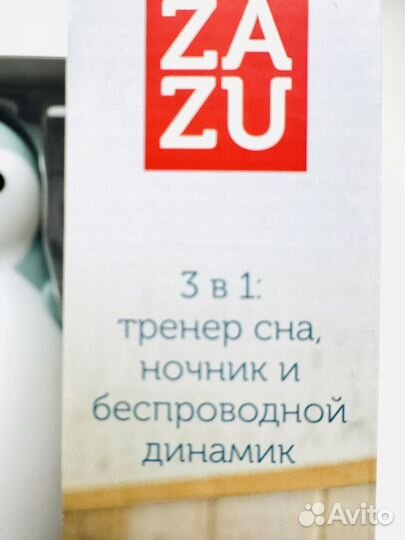 ZA
ZU
3 в 1:
тренер сна,
ночник и
беспроводной
динамик
Avito